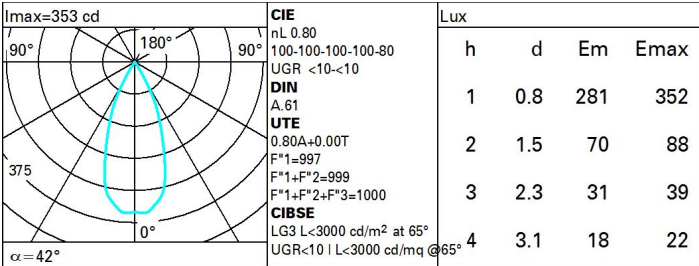 Imax=353 cd
90° 180° 90°
375
0°
α=42°
CIE
nL 0.80
100-100-100-100-80
UGR <10-<10
DIN
A.61
UTE
0.80A+0.00T
F"1=997
F"1+F"2=999
F"1+F"2+F"3=1000
CIBSE
LG3 L<3000 cd/m² at 65°
UGR<10 | L<3000 cd/mq @65°
Lux
h d Em Emax
1 0.8 281 352
2 1.5 70 88
3 2.3 31 39
4 3.1 18 22